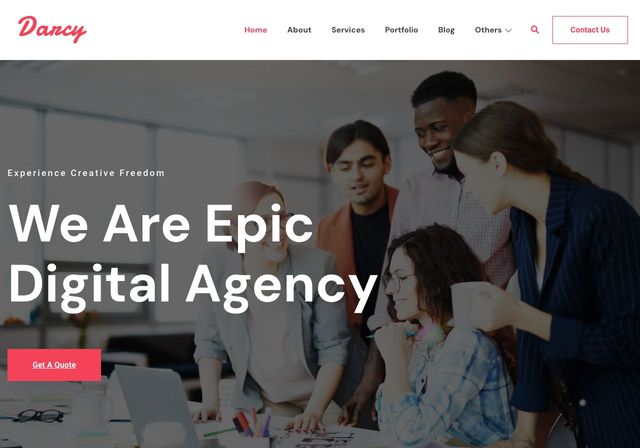 Darcy
Home About Services Portfolio Blog Others Contact Us
Experience Creative Freedom
We Are Epic
Digital Agency
Get A Quote